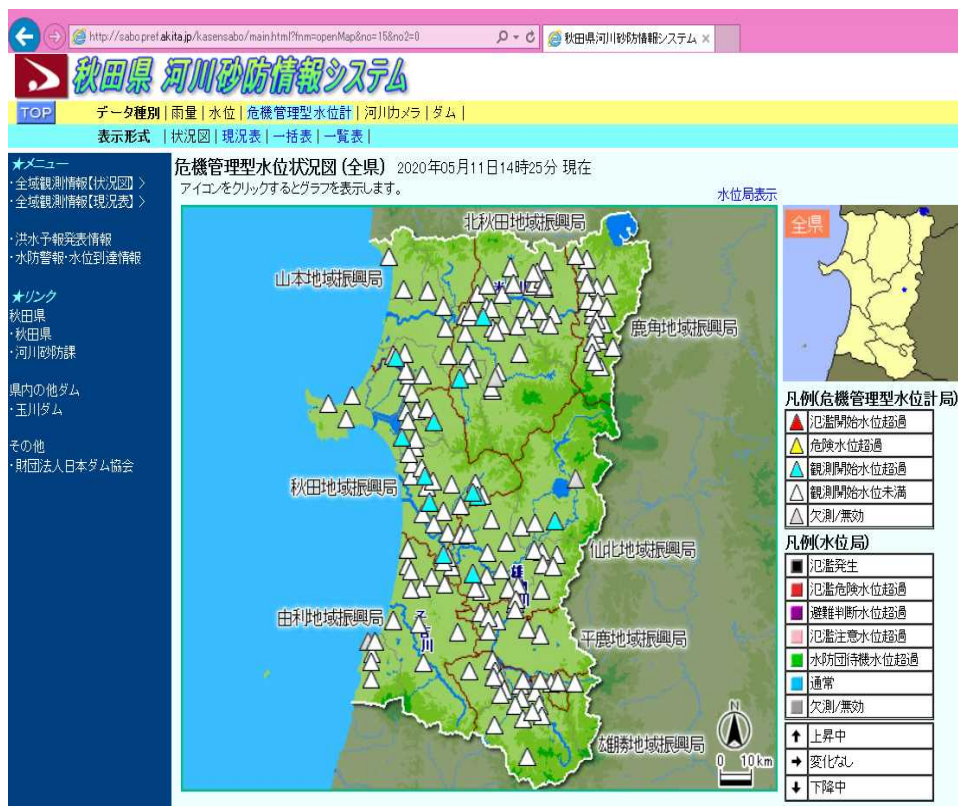 http://sabo.pref.akita.jp/kasensabo/main.html?fnm=openMap&no=15&no2=0
秋田県河川砂防情報システム ×
秋田県 河川砂防情報システム
TOP
データ種別 | 雨量 | 水位 | 危機管理型水位計 | 河川カメラ | ダム |
表示形式 | 状況図 | 現況表 | 一括表 | 一覧表 |
★メニュー
・全域観測情報【状況図】 〉
・全域観測情報【現況表】 〉
・洪水予報発表情報
・水防警報・水位到達情報
★リンク
秋田県
・秋田県
・河川砂防課
県内の他ダム
・玉川ダム
その他
・財団法人日本ダム協会
危機管理型水位状況図 (全県) 2020年05月11日14時25分 現在
アイコンをクリックするとグラフを表示します。
水位局表示
北秋田地域振興局
山本地域振興局
鹿角地域振興局
秋田地域振興局
仙北地域振興局
由利地域振興局
平鹿地域振興局
雄勝地域振興局
N
0 10km
全県
凡例(危機管理型水位計局)
氾濫開始水位超過
危険水位超過
観測開始水位超過
観測開始水位未満
欠測/無効
凡例(水位局)
氾濫発生
氾濫危険水位超過
避難判断水位超過
氾濫注意水位超過
水防団待機水位超過
通常
欠測/無効
↑ 上昇中
→ 変化なし
↓ 下降中